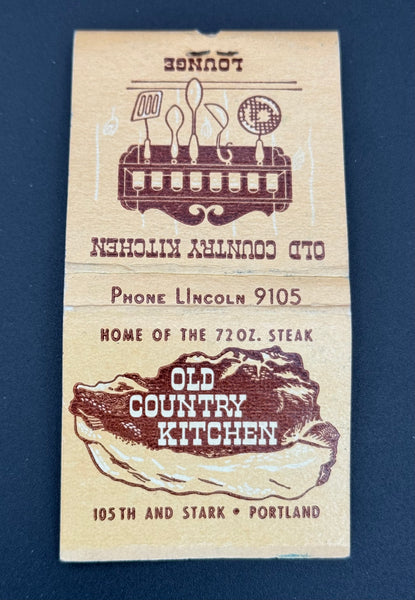 LOUNGE
OLD COUNTRY KITCHEN
PHONE LINCOLN 9105
HOME OF THE 72 OZ. STEAK
OLD
COUNTRY
KITCHEN
105TH AND STARK • PORTLAND